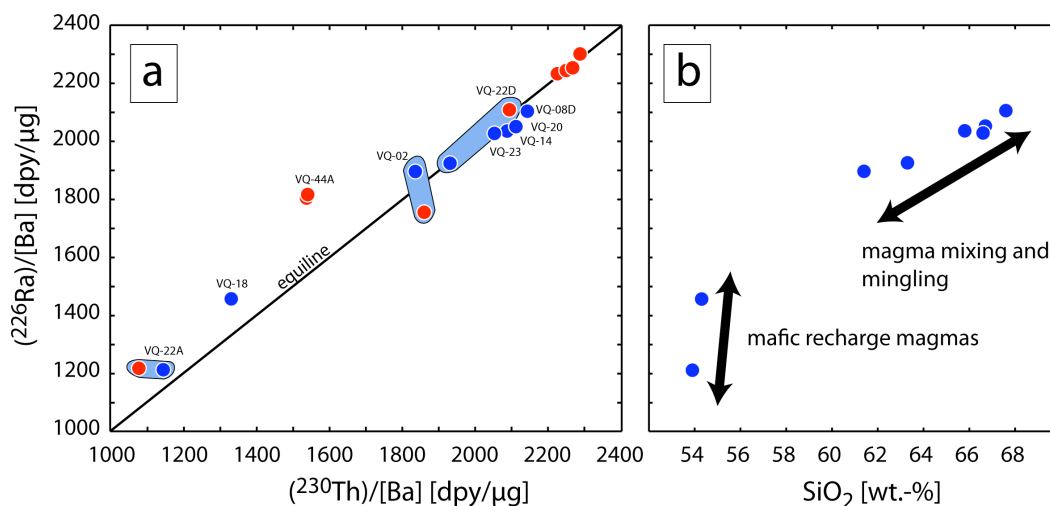 a
b
2400
2200
2000
1800
1600
1400
1200
1000
(226Ra)/[Ba] [dpy/µg]
VQ-22D
VQ-08D
VQ-20
VQ-14
VQ-23
VQ-02
VQ-44A
equiline
VQ-18
VQ-22A
magma mixing and
mingling
mafic recharge magmas
1000 1200 1400 1600 1800 2000 2200 2400
54 56 58 60 62 64 66 68
(230Th)/[Ba] [dpy/µg]
SiO2 [wt.-%]